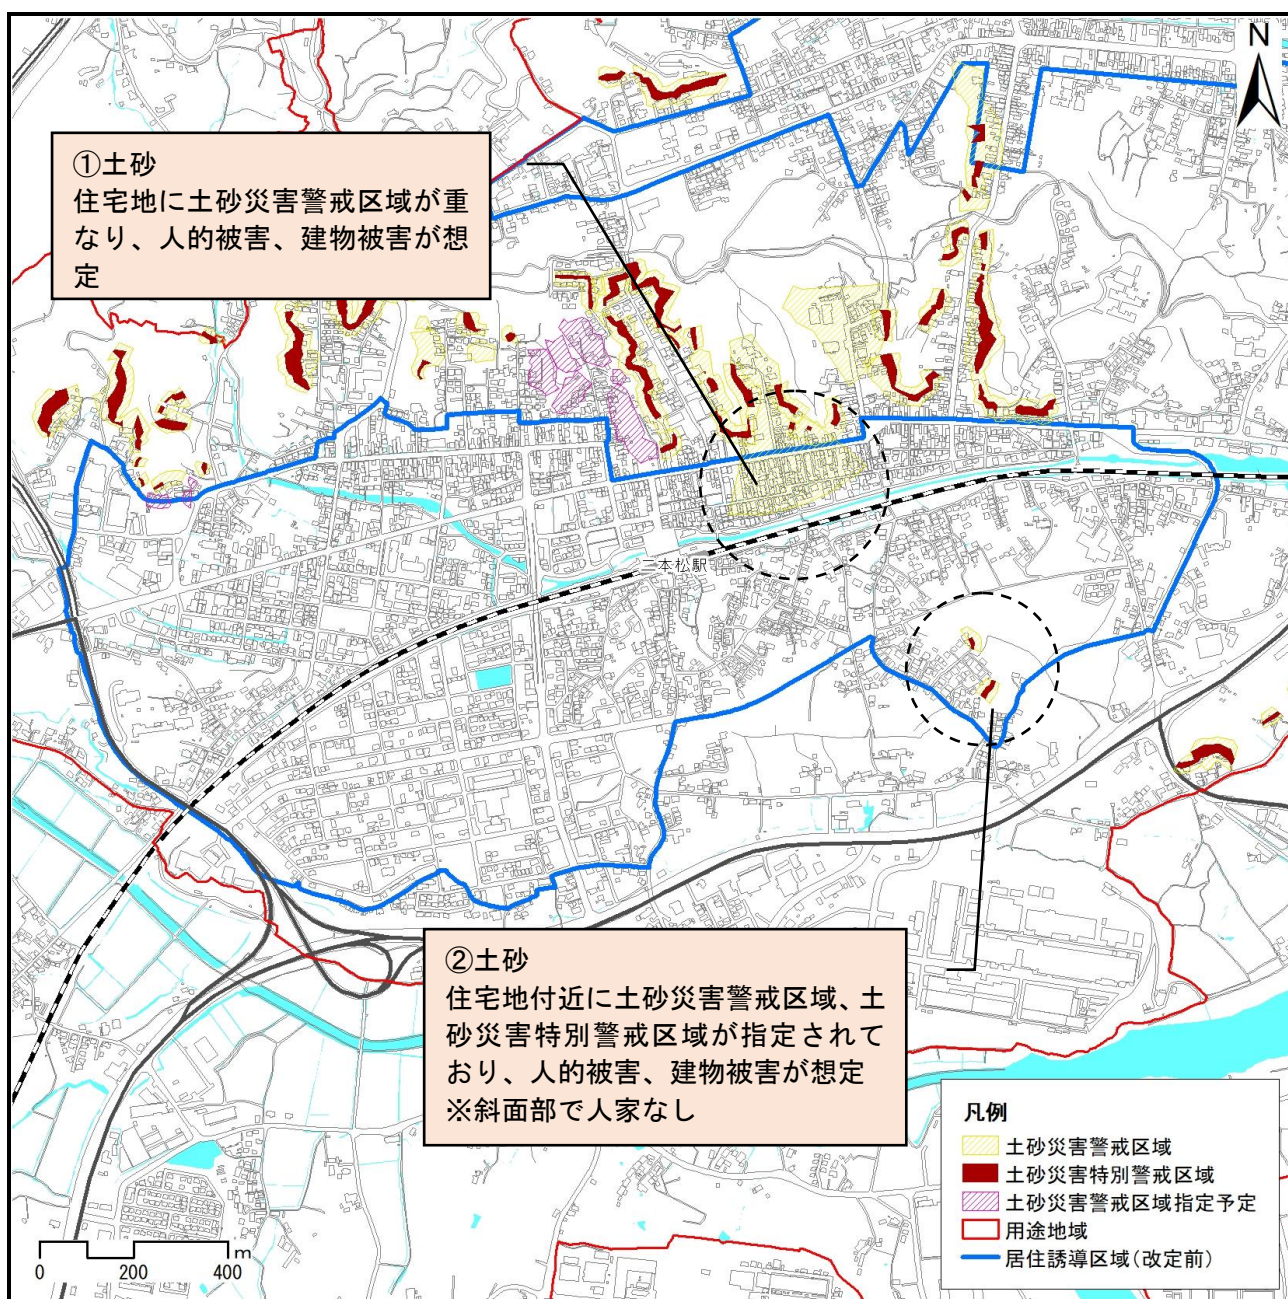 N
①土砂
住宅地に土砂災害警戒区域が重
なり、人的被害、建物被害が想
定
二本松駅
②土砂
住宅地付近に土砂災害警戒区域、土
砂災害特別警戒区域が指定されて
おり、人的被害、建物被害が想定
※斜面部で人家なし
凡例
土砂災害警戒区域
土砂災害特別警戒区域
土砂災害警戒区域指定予定
用途地域
居住誘導区域(改定前)
m
0 200 400